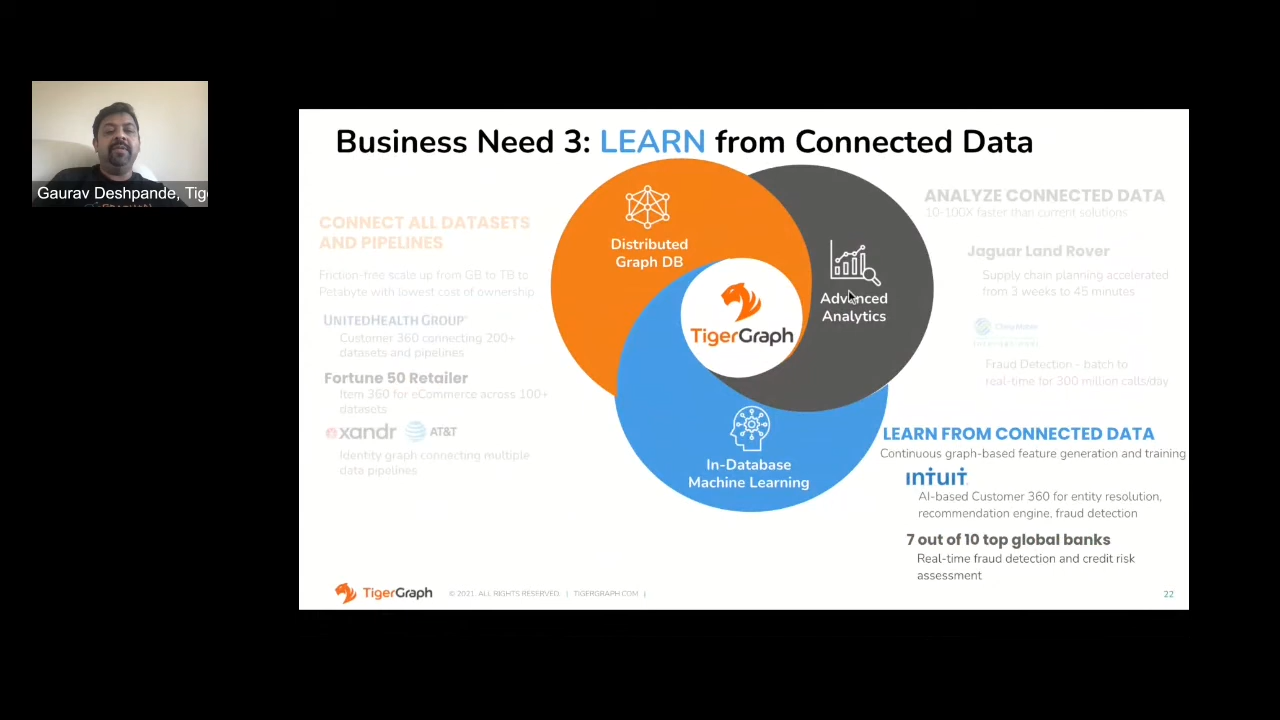 Gaurav Deshpande, Tig
Business Need 3: LEARN from Connected Data
CONNECT ALL DATASETS
AND PIPELINES
Friction-free scale up from GB to TB to
Petabyte with lowest cost of ownership
UNITEDHEALTH GROUP
Customer 360 connecting 200+
datasets and pipelines
Fortune 50 Retailer
Item 360 for eCommerce across 100+
datasets
xandr AT&T
Identity graph connecting multiple
data pipelines
Distributed
Graph DB
Advanced
Analytics
TigerGraph
In-Database
Machine Learning
ANALYZE CONNECTED DATA
10-100X faster than current solutions
Jaguar Land Rover
Supply chain planning accelerated
from 3 weeks to 45 minutes
China Mobile
Fraud Detection - batch to
real-time for 300 million calls/day
LEARN FROM CONNECTED DATA
Continuous graph-based feature generation and training
intuit
AI-based Customer 360 for entity resolution,
recommendation engine, fraud detection
7 out of 10 top global banks
Real-time fraud detection and credit risk
assessment
TigerGraph
© 2021 ALL RIGHTS RESERVED. | TIGERGRAPH.COM |
22